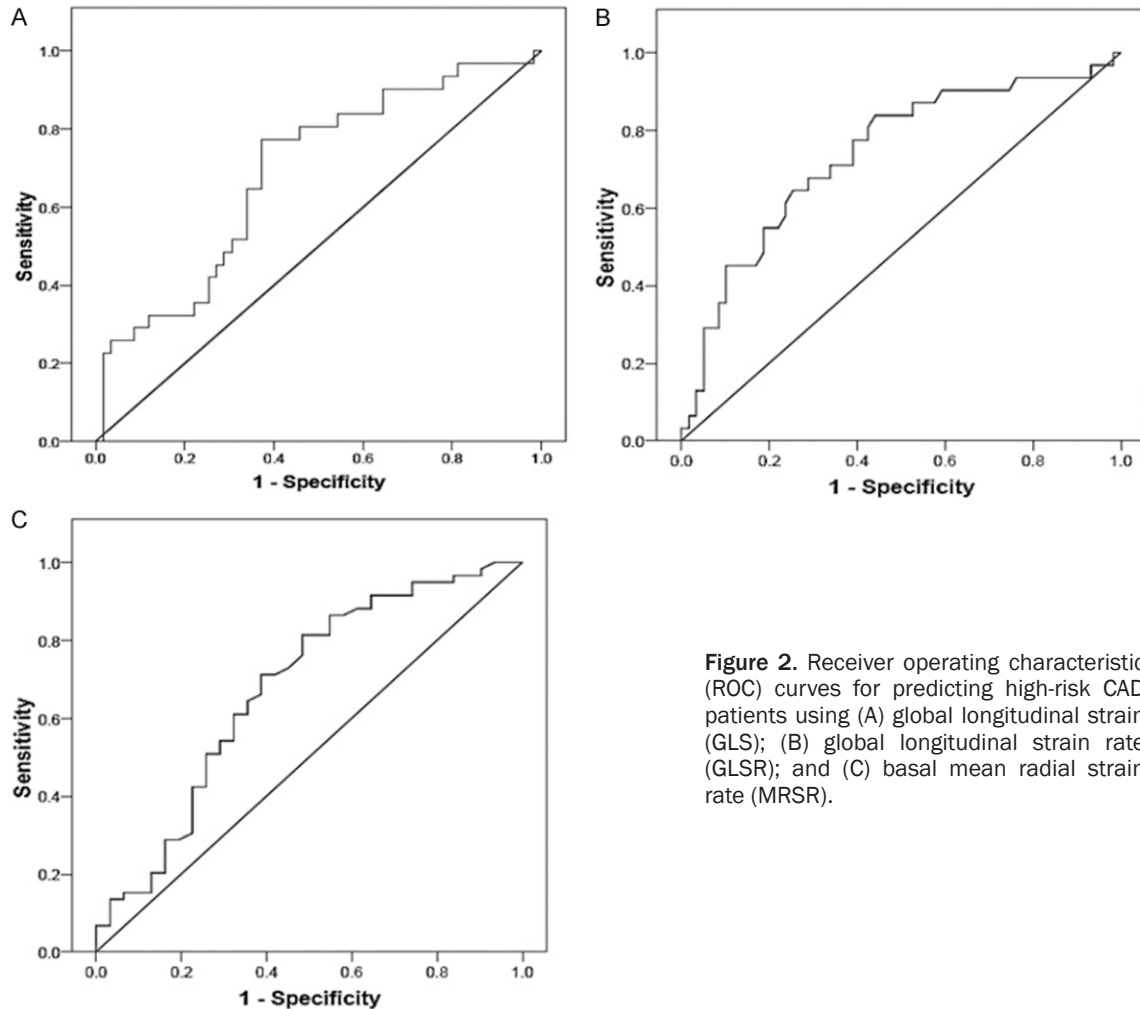 A
1.0
0.8
0.6
0.4
0.2
0.0
Sensitivity
0.0 0.2 0.4 0.6 0.8 1.0
1 - Specificity
B
1.0
0.8
0.6
0.4
0.2
0.0
Sensitivity
0.0 0.2 0.4 0.6 0.8 1.0
1 - Specificity
C
1.0
0.8
0.6
0.4
0.2
0.0
Sensitivity
0.0 0.2 0.4 0.6 0.8 1.0
1 - Specificity
Figure 2. Receiver operating characteristic
(ROC) curves for predicting high-risk CAD
patients using (A) global longitudinal strain
(GLS); (B) global longitudinal strain rate
(GLSR); and (C) basal mean radial strain
rate (MRSR).